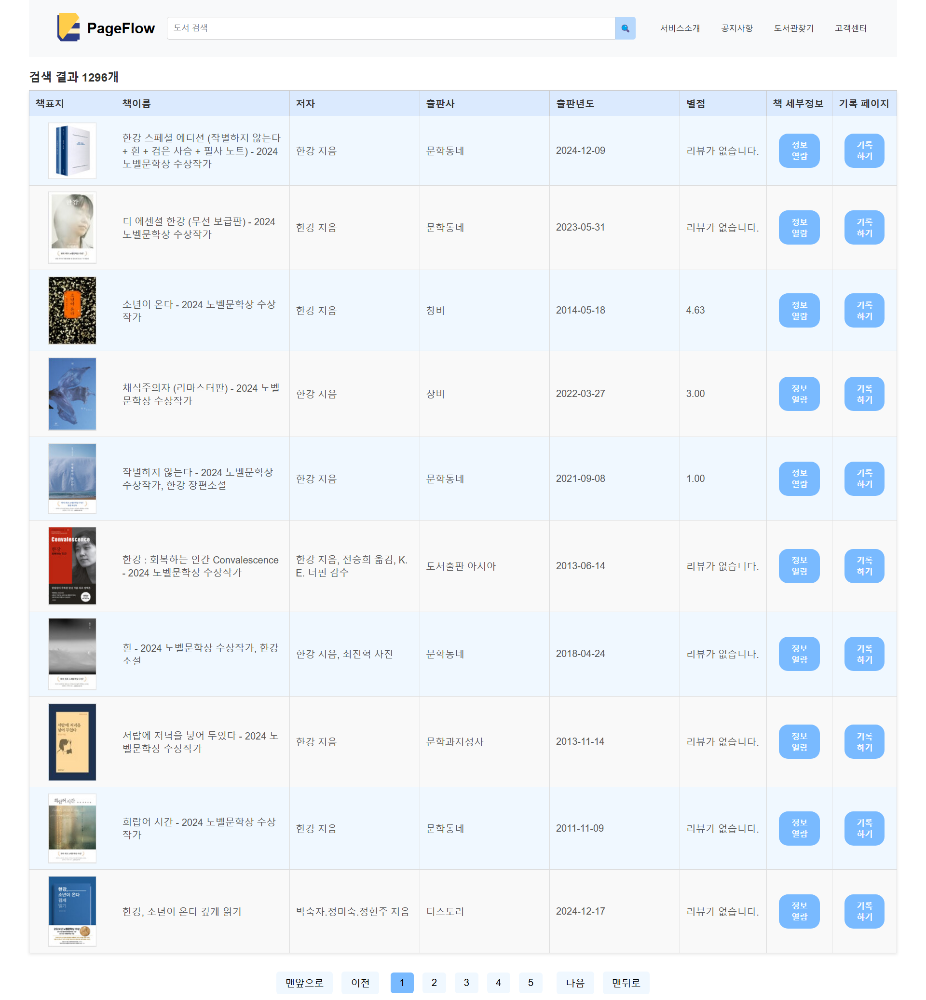 PageFlow
도서 검색
서비스소개 공지사항 도서관찾기 고객센터
검색 결과 1296개
책표지 책이름 저자 출판사 출판년도 별점 책 세부정보 기록 페이지
한강 스페셜 에디션 (작별하지 않는다
+ 흰 + 검은 사슴 + 필사 노트) - 2024
노벨문학상 수상작가
한강 지음
문학동네
2024-12-09
리뷰가 없습니다.
정보
열람
기록
하기
한강
디 에센셜 한강 (무선 보급판) - 2024
노벨문학상 수상작가
한강 지음
문학동네
2023-05-31
리뷰가 없습니다.
정보
열람
기록
하기
소년이 온다
소년이 온다 - 2024 노벨문학상 수상
작가
한강 지음
창비
2014-05-18
4.63
정보
열람
기록
하기
채식주의자 (리마스터판) - 2024 노벨
문학상 수상작가
한강 지음
창비
2022-03-27
3.00
정보
열람
기록
하기
작별하지 않는다 - 2024 노벨문학상
수상작가, 한강 장편소설
한강 지음
문학동네
2021-09-08
1.00
정보
열람
기록
하기
Convalescence
한강
회복하는 인간
한강 : 회복하는 인간 Convalescence
- 2024 노벨문학상 수상작가
한강 지음, 전승희 옮김, K.
E. 더핀 감수
도서출판 아시아
2013-06-14
리뷰가 없습니다.
정보
열람
기록
하기
흰
흰 - 2024 노벨문학상 수상작가, 한강
소설
한강 지음, 최진혁 사진
문학동네
2018-04-24
리뷰가 없습니다.
정보
열람
기록
하기
서랍에 저녁을
넣어 두었다
서랍에 저녁을 넣어 두었다 - 2024 노
벨문학상 수상작가
한강 지음
문학과지성사
2013-11-14
리뷰가 없습니다.
정보
열람
기록
하기
희랍어 시간
희랍어 시간 - 2024 노벨문학상 수상
작가
한강 지음
문학동네
2011-11-09
리뷰가 없습니다.
정보
열람
기록
하기
한강,
소년이 온다
깊게
읽기
2024년 노벨문학상 수상
한강, 소년이 온다 깊게 읽기
박숙자.정미숙.정현주 지음
더스토리
2024-12-17
리뷰가 없습니다.
정보
열람
기록
하기
맨앞으로 이전 1 2 3 4 5 다음 맨뒤로